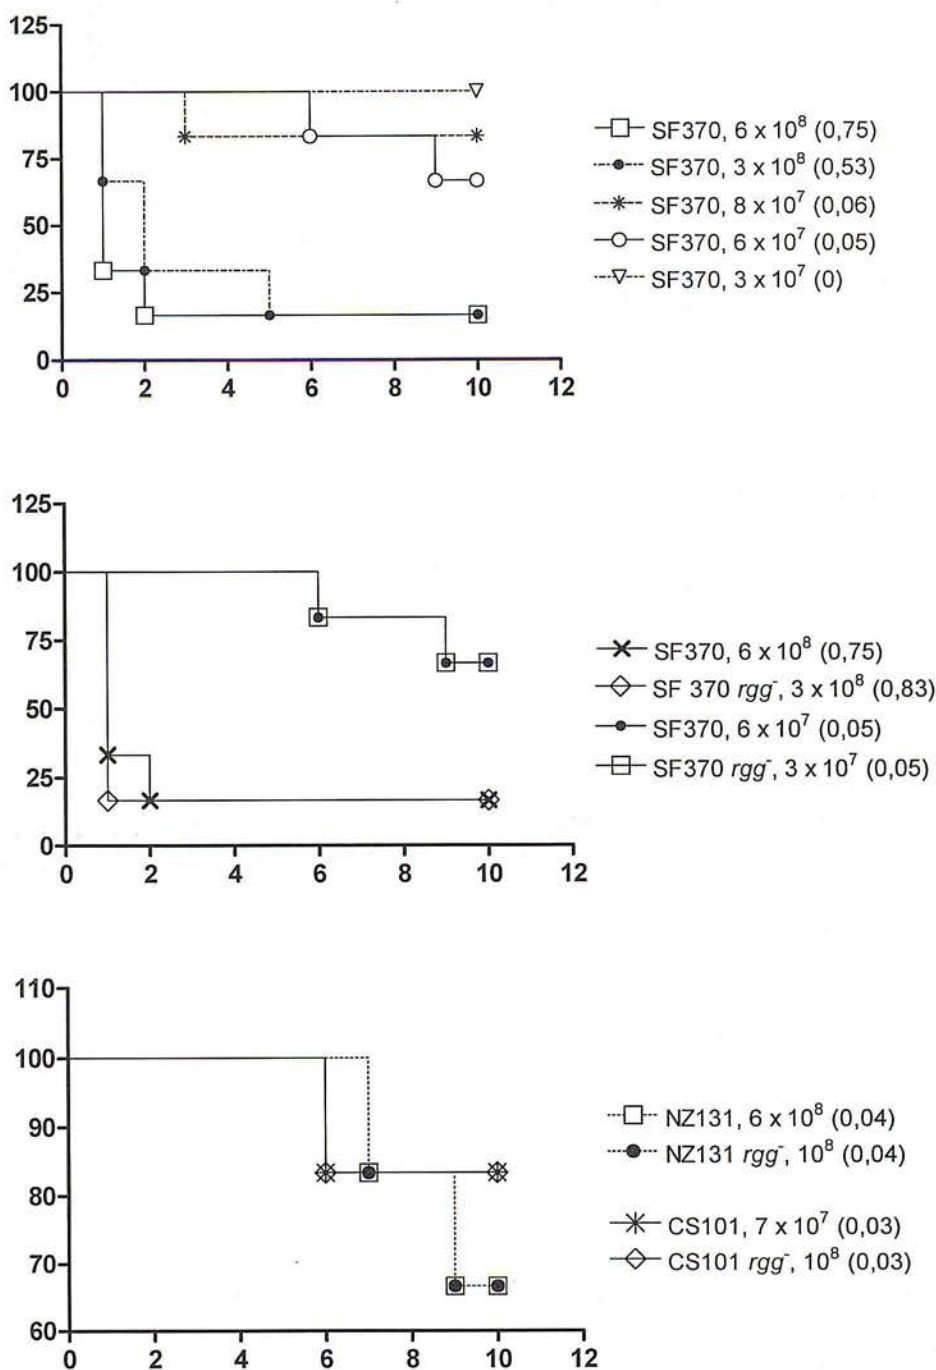 125
100
75
50
25
0
0 2 4 6 8 10 12
SF370, 6 x 10⁸ (0,75)
SF370, 3 x 10⁸ (0,53)
SF370, 8 x 10⁷ (0,06)
SF370, 6 x 10⁷ (0,05)
SF370, 3 x 10⁷ (0)
125
100
75
50
25
0
0 2 4 6 8 10 12
SF370, 6 x 10⁸ (0,75)
SF 370 rgg⁻, 3 x 10⁸ (0,83)
SF370, 6 x 10⁷ (0,05)
SF370 rgg⁻, 3 x 10⁷ (0,05)
110
100
90
80
70
60
0 2 4 6 8 10 12
NZ131, 6 x 10⁸ (0,04)
NZ131 rgg⁻, 10⁸ (0,04)
CS101, 7 x 10⁷ (0,03)
CS101 rgg⁻, 10⁸ (0,03)